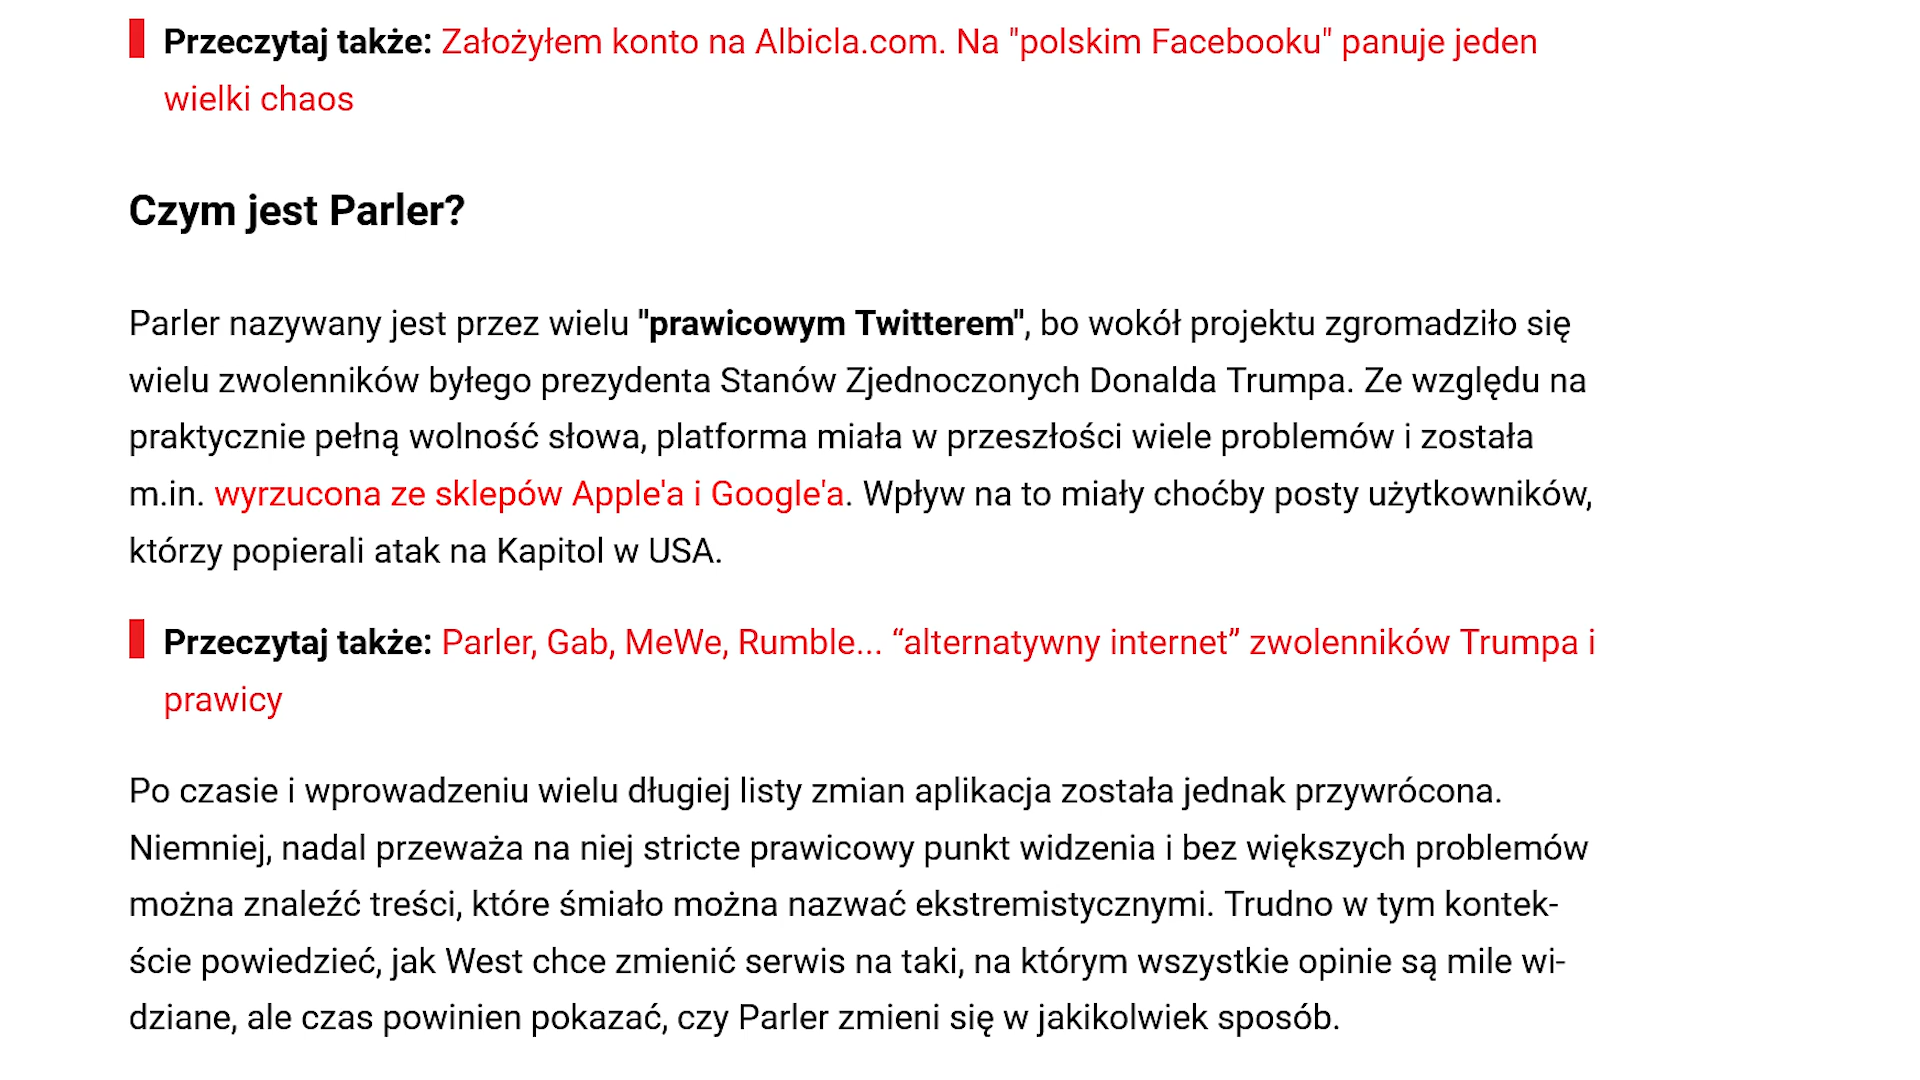 Przeczytaj także: Założyłem konto na Albicla.com. Na "polskim Facebooku" panuje jeden
wielki chaos
Czym jest Parler?
Parler nazywany jest przez wielu "prawicowym Twitterem", bo wokół projektu zgromadziło się
wielu zwolenników byłego prezydenta Stanów Zjednoczonych Donalda Trumpa. Ze względu na
praktycznie pełną wolność słowa, platforma miała w przeszłości wiele problemów i została
m.in. wyrzucona ze sklepów Apple'a i Google'a. Wpływ na to miały choćby posty użytkowników,
którzy popierali atak na Kapitol w USA.
Przeczytaj także: Parler, Gab, MeWe, Rumble... “alternatywny internet” zwolenników Trumpa i
prawicy
Po czasie i wprowadzeniu wielu długiej listy zmian aplikacja została jednak przywrócona.
Niemniej, nadal przeważa na niej stricte prawicowy punkt widzenia i bez większych problemów
można znaleźć treści, które śmiało można nazwać ekstremistycznymi. Trudno w tym kontek-
ście powiedzieć, jak West chce zmienić serwis na taki, na którym wszystkie opinie są mile wi-
dziane, ale czas powinien pokazać, czy Parler zmieni się w jakikolwiek sposób.